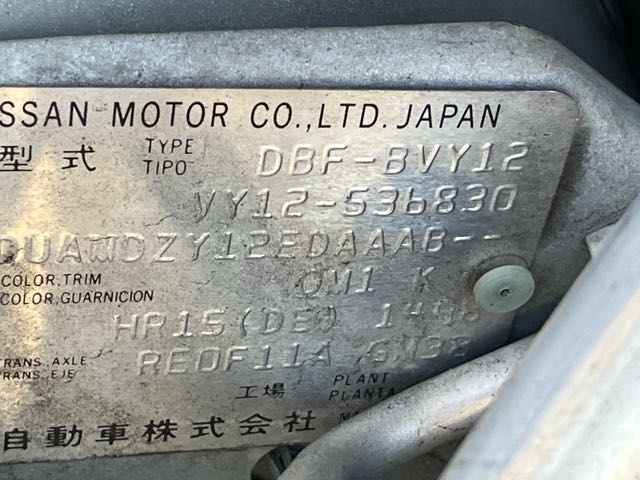 SSAN MOTOR CO.,LTD. JAPAN
型式 TYPE TIPO DBF-BVY12
VY12-536830
DUAWDZY12EDAAAB--
COLOR,TRIM
COLOR,GUARNICION
QM1 K
HR15(DE) 1498
TRANS. AXLE
TRANS. EJE
RE0F11A
工場 PLANT PLANTA
自動車株式会社